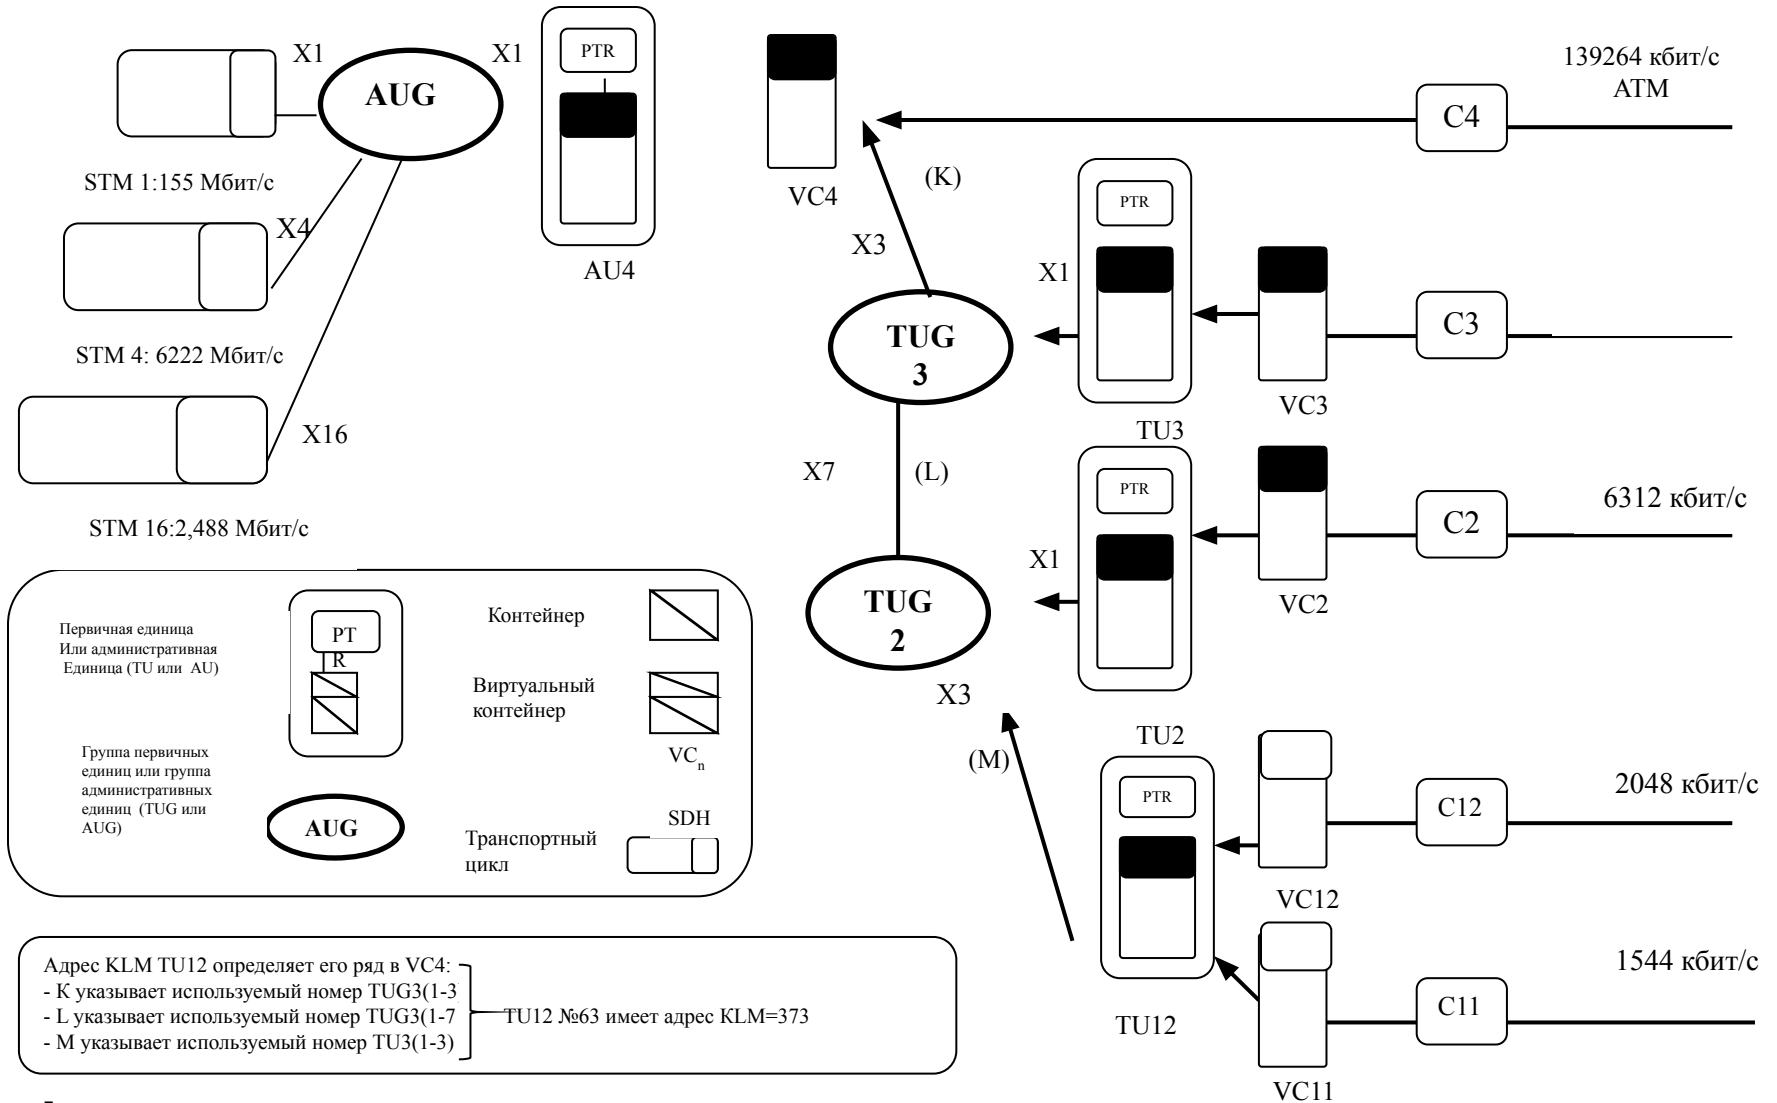 X1
AUG
X1
PTR
AU4
STM 1:155 Мбит/с
X4
STM 4: 6222 Мбит/с
X16
STM 16:2,488 Мбит/с
VC4
(K)
X3
139264 кбит/с
ATM
C4
TUG
3
X1
PTR
TU3
VC3
C3
X7
(L)
TUG
2
X3
X1
PTR
TU2
VC2
C2
6312 кбит/с
(M)
PTR
TU12
VC12
C12
2048 кбит/с
VC11
C11
1544 кбит/с
Первичная единица
Или административная
Единица (TU или AU)
PT
R
Контейнер
Виртуальный
контейнер
VCn
Группа первичных
единиц или группа
административных
единиц (TUG или
AUG)
AUG
Транспортный
цикл
SDH
Адрес KLM TU12 определяет его ряд в VC4:
- K указывает используемый номер TUG3(1-3
- L указывает используемый номер TUG3(1-7
- M указывает используемый номер TU3(1-3)
TU12 №63 имеет адрес KLM=373